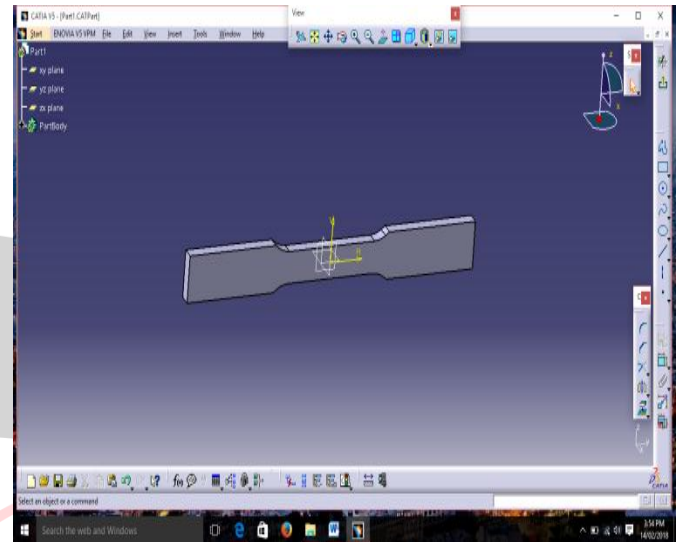 CATIA V5 - [Part1.CATPart]
View
Start ENOVIA V5 VPM File Edit View Insert Tools Window Help
Part1
xy plane
yz plane
zx plane
PartBody
z
x
V
H
f(x)
Select an object or a command
CATIA
Search the web and Windows
3:54 PM
14/02/2018